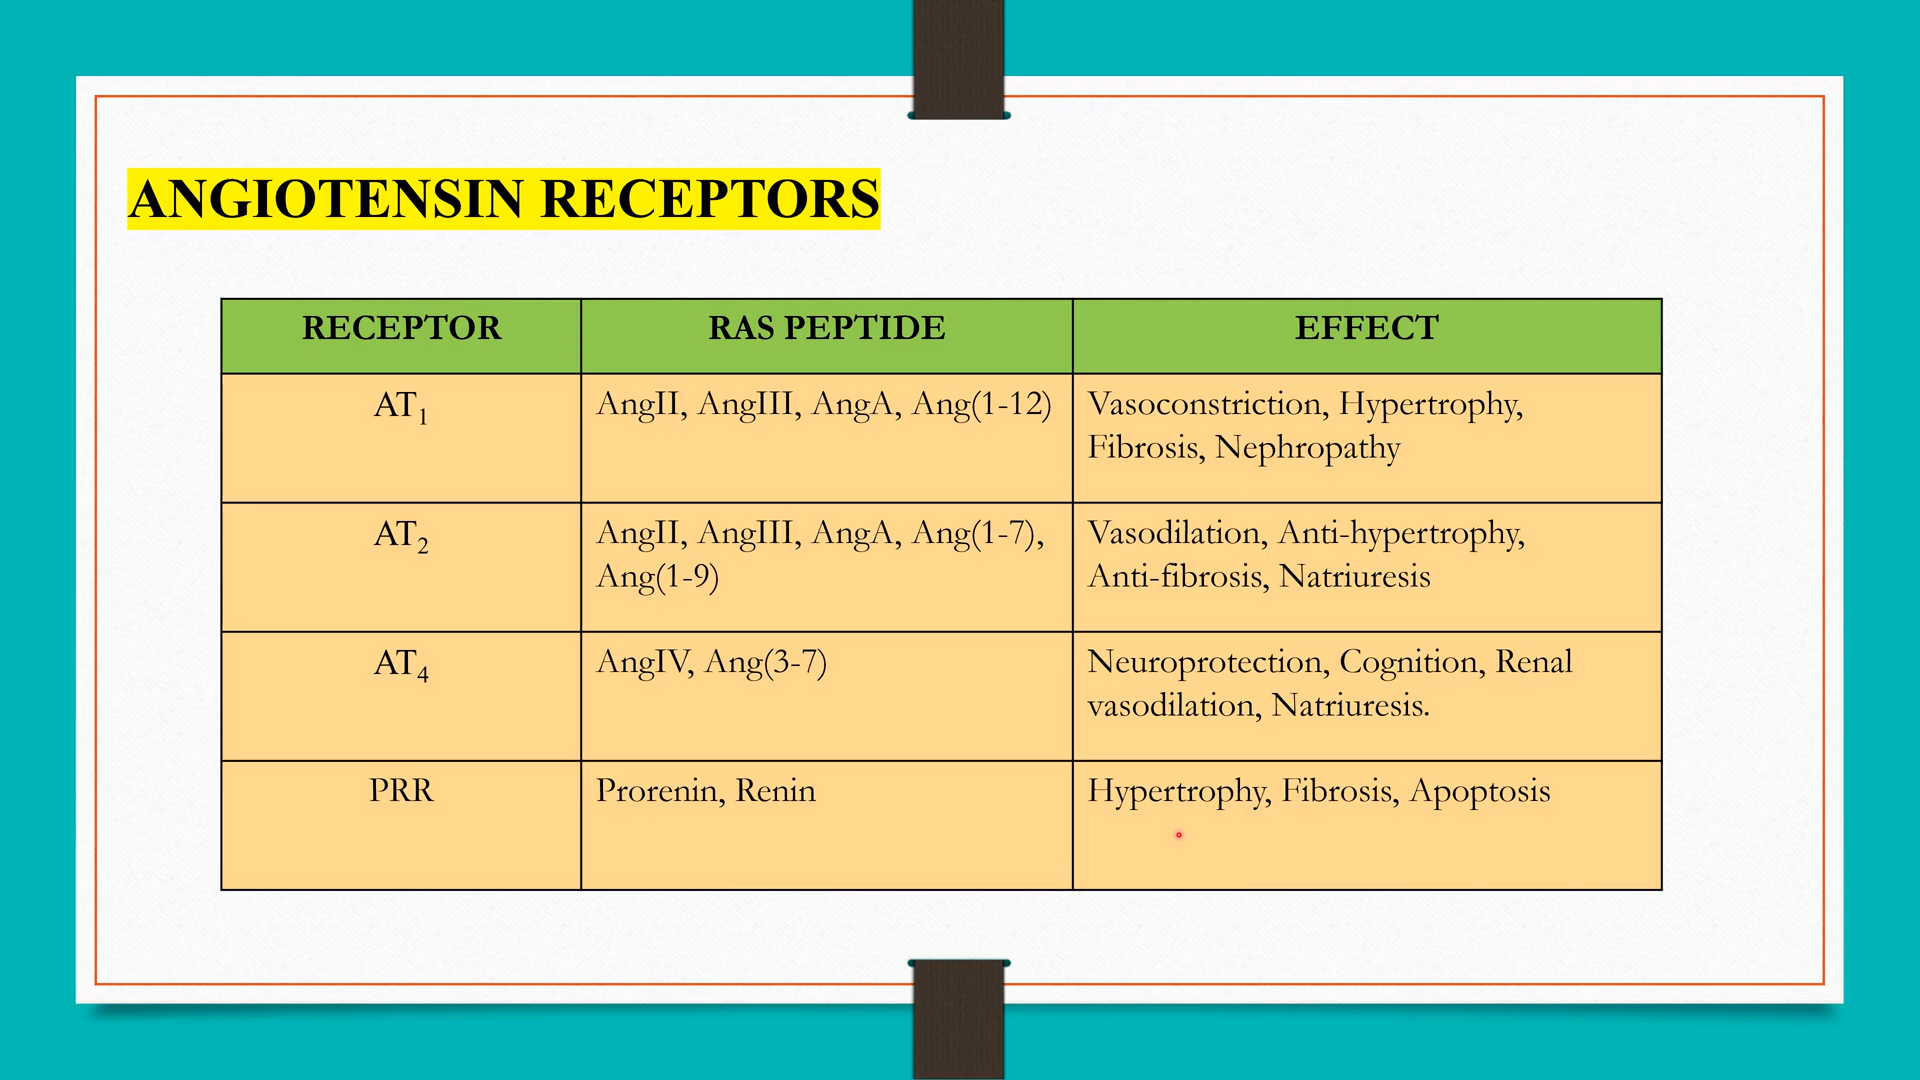 ANGIOTENSIN RECEPTORS
RECEPTOR RAS PEPTIDE EFFECT
AT₁ AngII, AngIII, AngA, Ang(1-12) Vasoconstriction, Hypertrophy,
Fibrosis, Nephropathy
AT₂ AngII, AngIII, AngA, Ang(1-7), Vasodilation, Anti-hypertrophy,
Ang(1-9) Anti-fibrosis, Natriuresis
AT₄ AngIV, Ang(3-7) Neuroprotection, Cognition, Renal
vasodilation, Natriuresis.
PRR Prorenin, Renin Hypertrophy, Fibrosis, Apoptosis